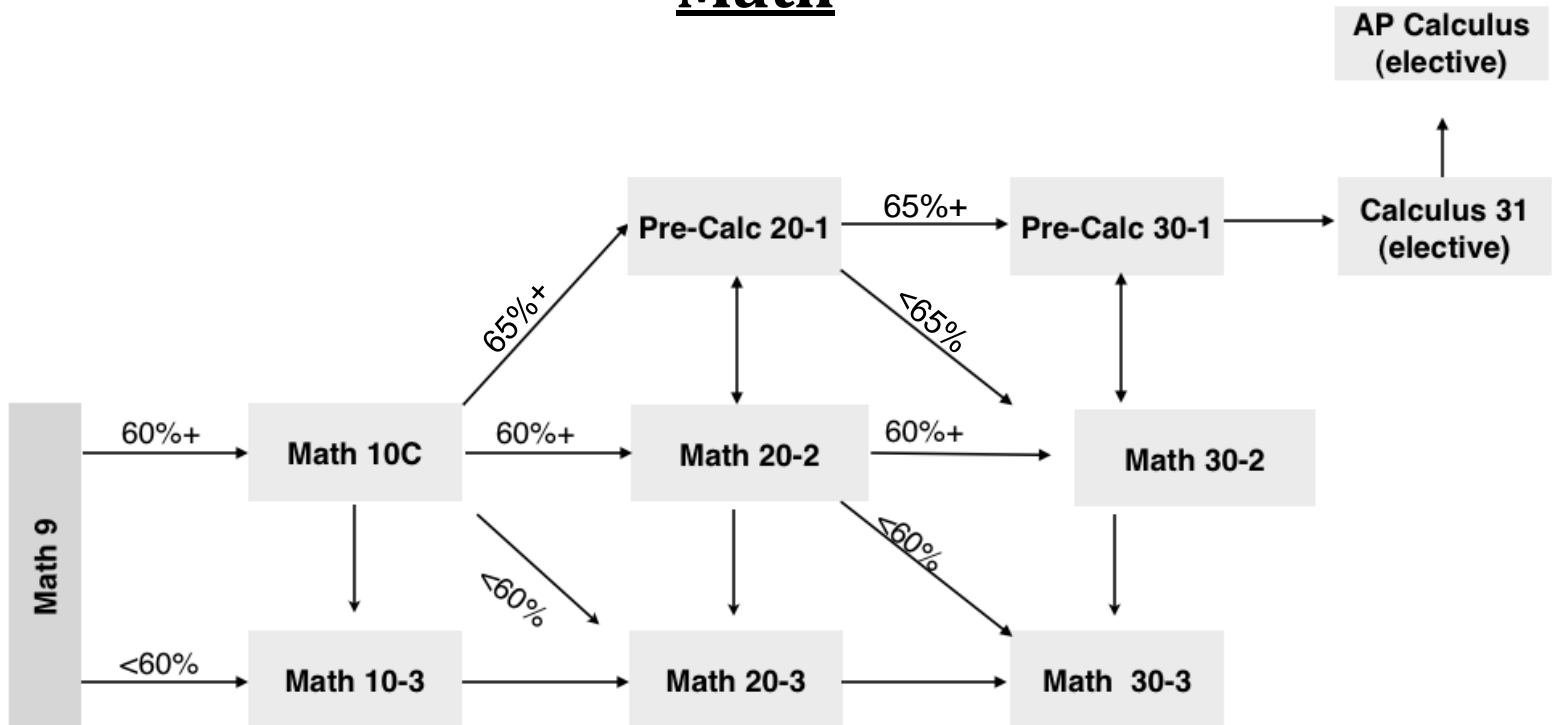 Math
AP Calculus
(elective)
65%+
Pre-Calc 20-1
Pre-Calc 30-1
Calculus 31
(elective)
65%+
<65%
60%+
60%+
60%+
Math 10C
Math 20-2
Math 30-2
Math 9
<60%
<60%
<60%
Math 10-3
Math 20-3
Math 30-3